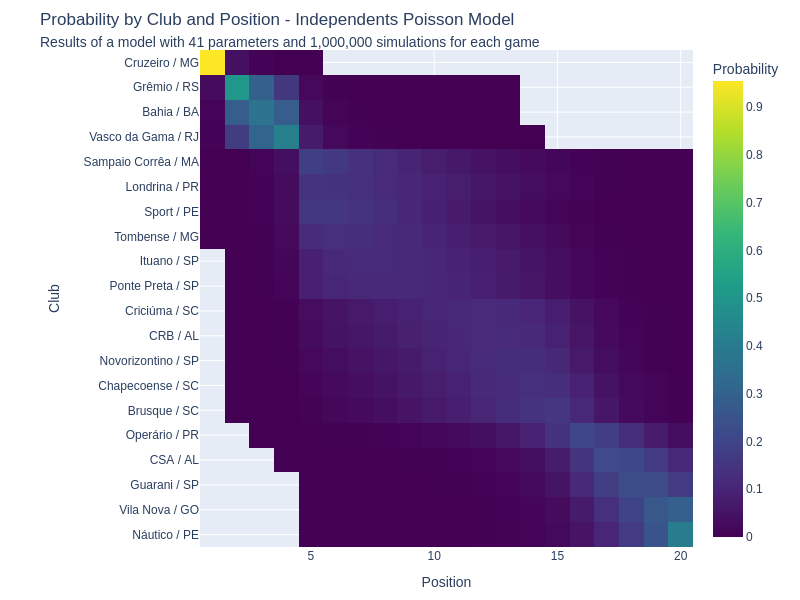 Probability by Club and Position - Independents Poisson Model
Results of a model with 41 parameters and 1,000,000 simulations for each game
Cruzeiro / MG
Grêmio / RS
Bahia / BA
Vasco da Gama / RJ
Sampaio Corrêa / MA
Londrina / PR
Sport / PE
Tombense / MG
Ituano / SP
Ponte Preta / SP
Criciúma / SC
CRB / AL
Novorizontino / SP
Chapecoense / SC
Brusque / SC
Operário / PR
CSA / AL
Guarani / SP
Vila Nova / GO
Náutico / PE
Club
5 10 15 20
Position
Probability
0.9
0.8
0.7
0.6
0.5
0.4
0.3
0.2
0.1
0